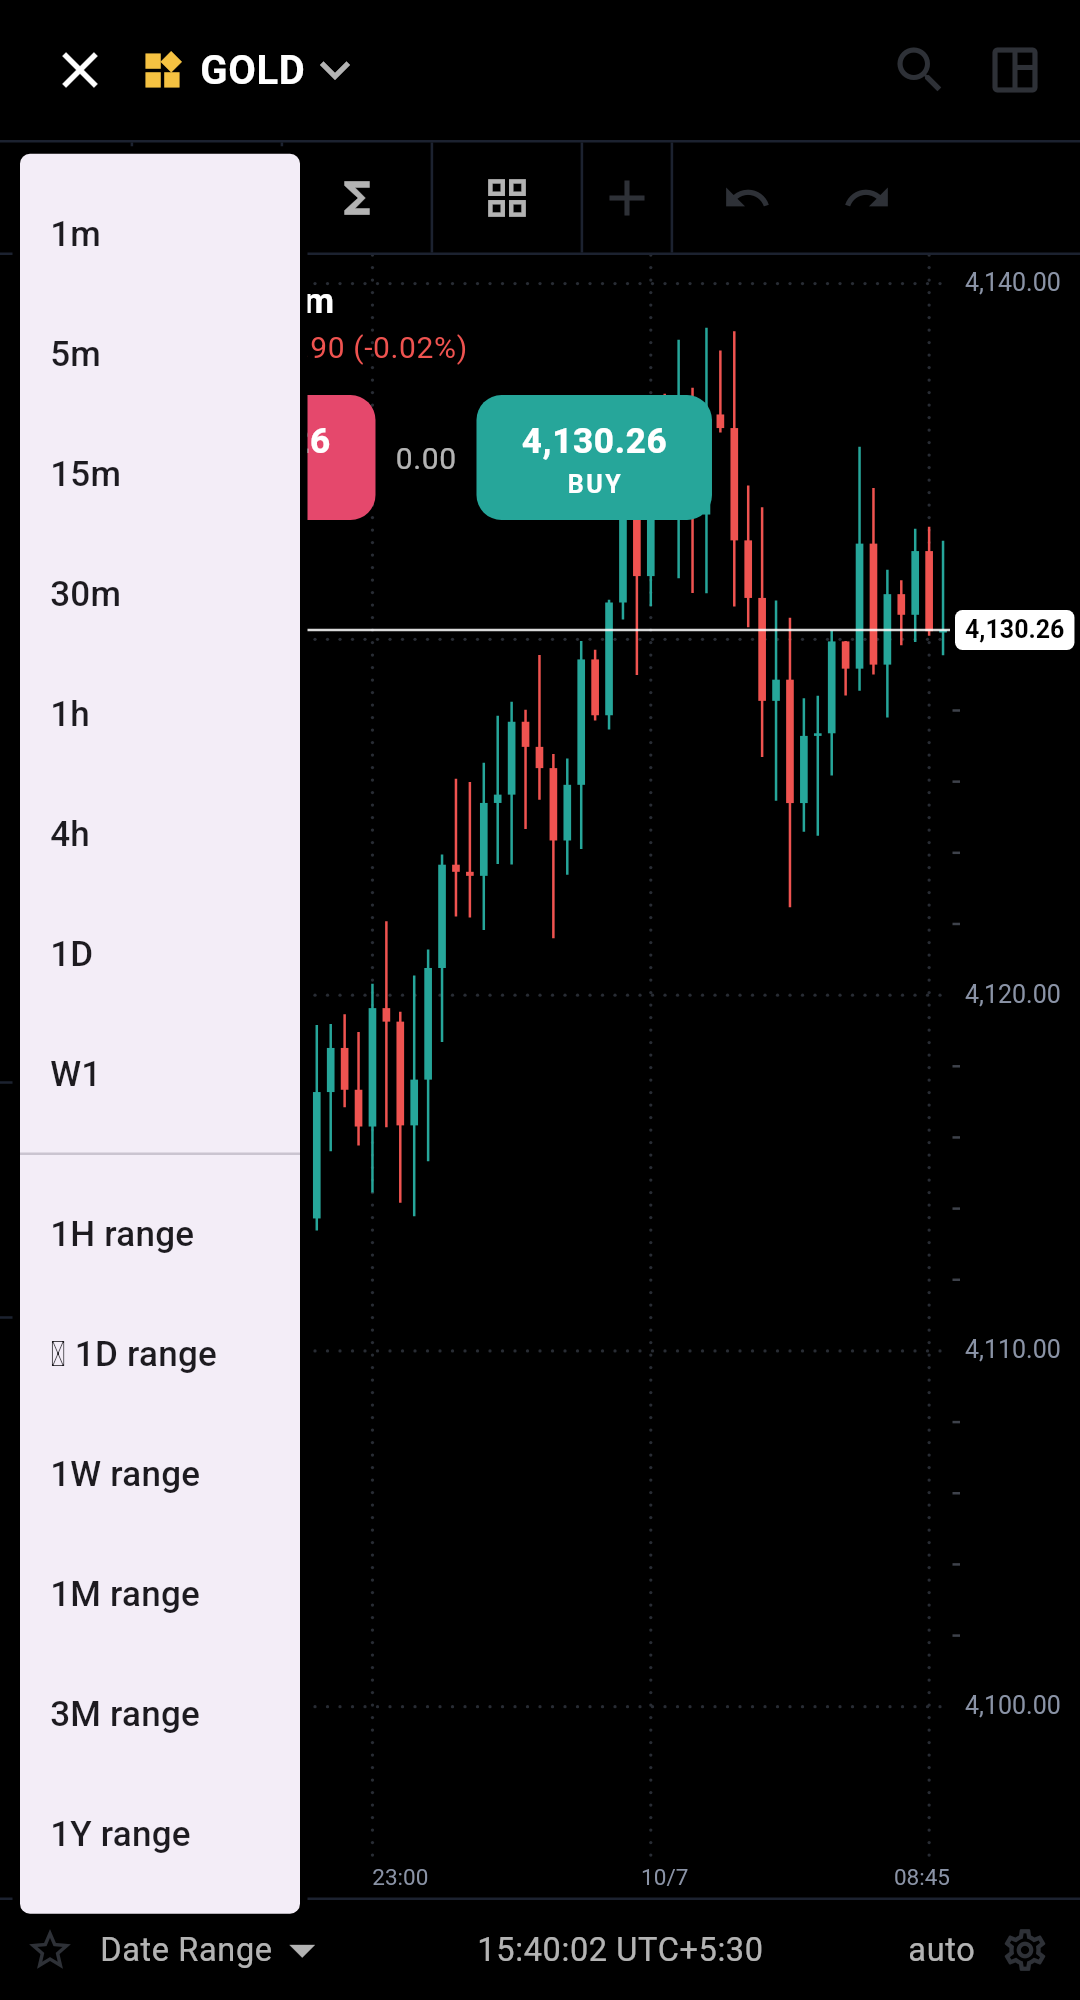 GOLD
1m
5m
15m
30m
1h
4h
1D
W1
1H range
1D range
1W range
1M range
3M range
1Y range
m
90 (-0.02%)
6
0.00
4,130.26
BUY
4,140.00
4,130.26
4,120.00
4,110.00
4,100.00
23:00
10/7
08:45
Date Range
15:40:02 UTC+5:30
auto